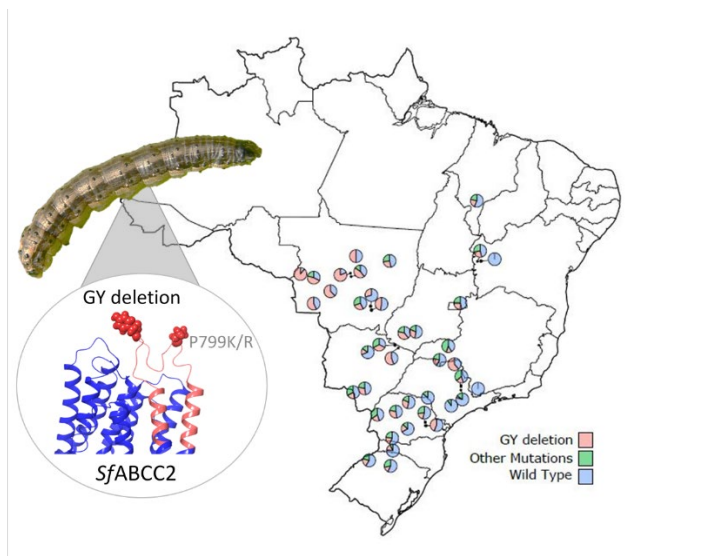 GY deletion
P799K/R
SfABCC2
GY deletion
Other Mutations
Wild Type